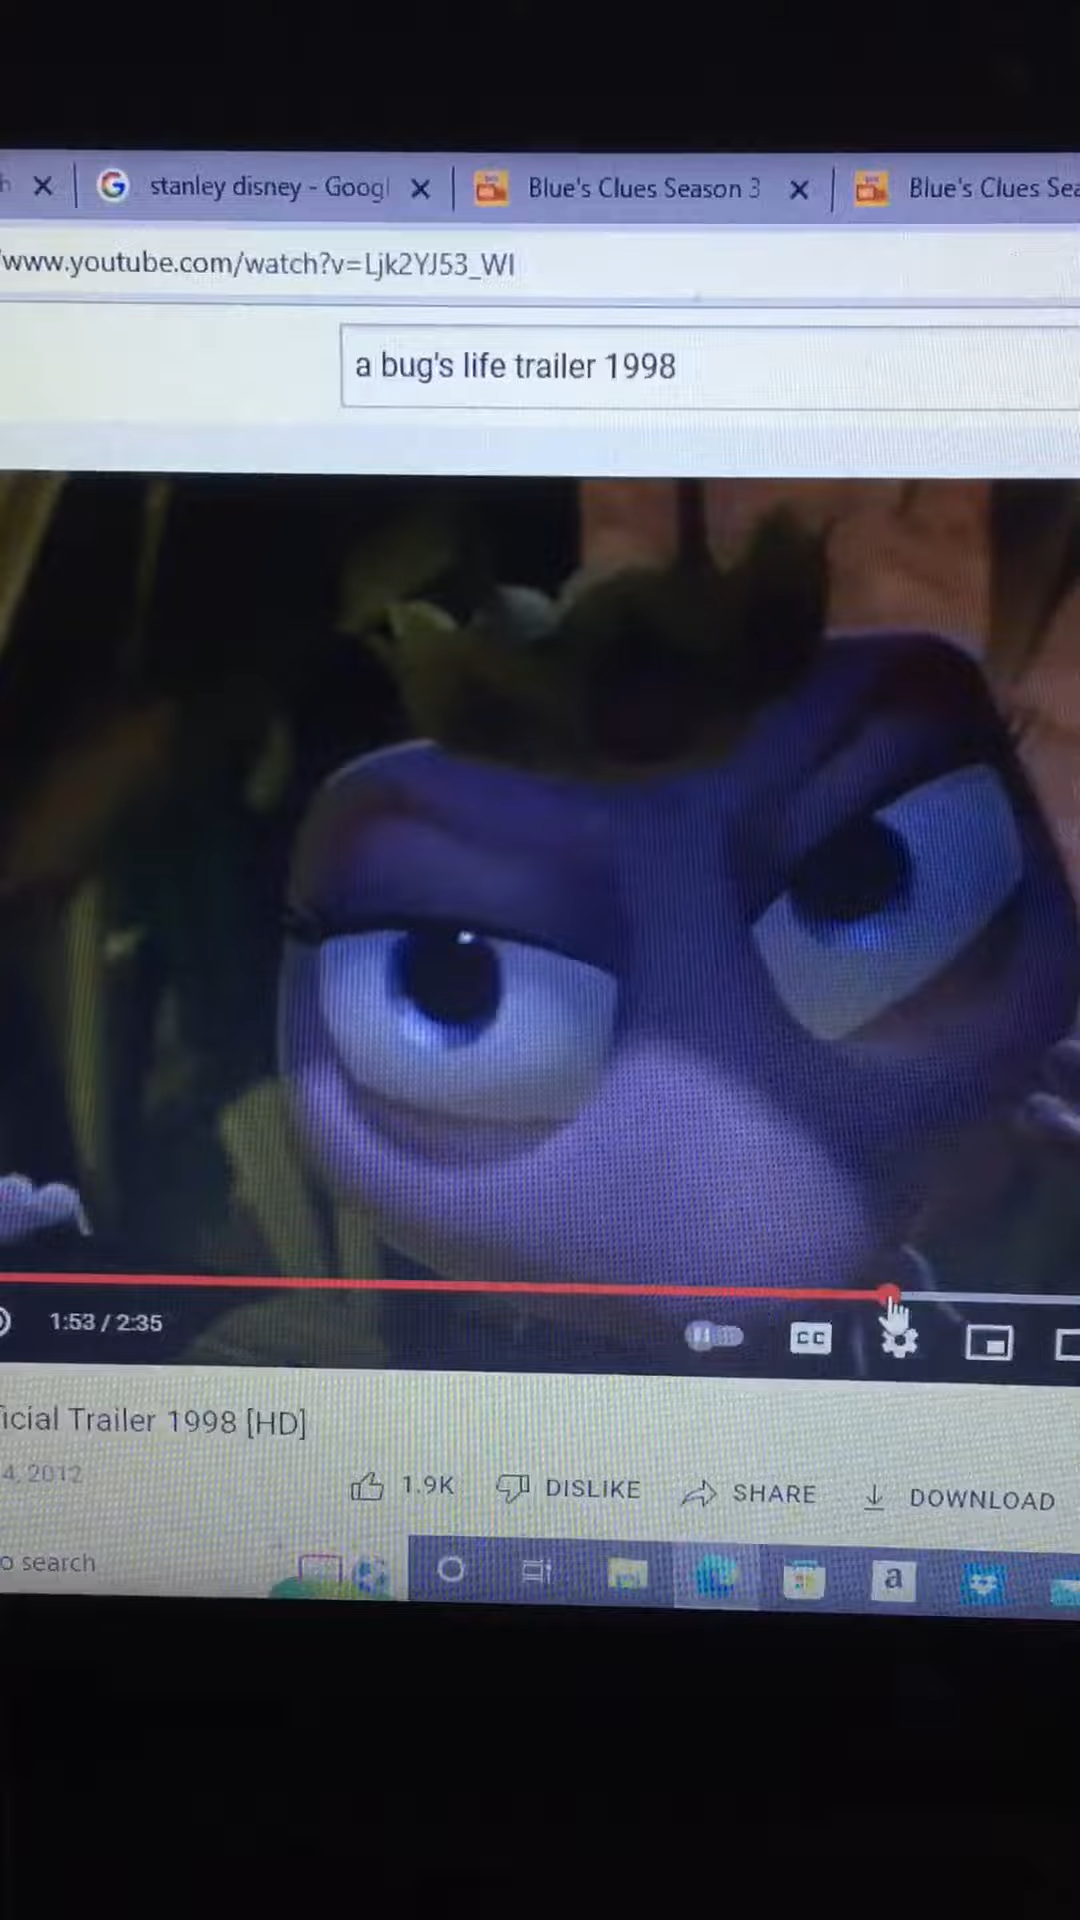 h
stanley disney - Googl
Blue's Clues Season 3
Blue's Clues Sea
www.youtube.com/watch?v=Ljk2YJ53_WI
a bug's life trailer 1998
1:53 / 2:35
CC
icial Trailer 1998 [HD]
4, 2012
1.9K
DISLIKE
SHARE
DOWNLOAD
o search
a